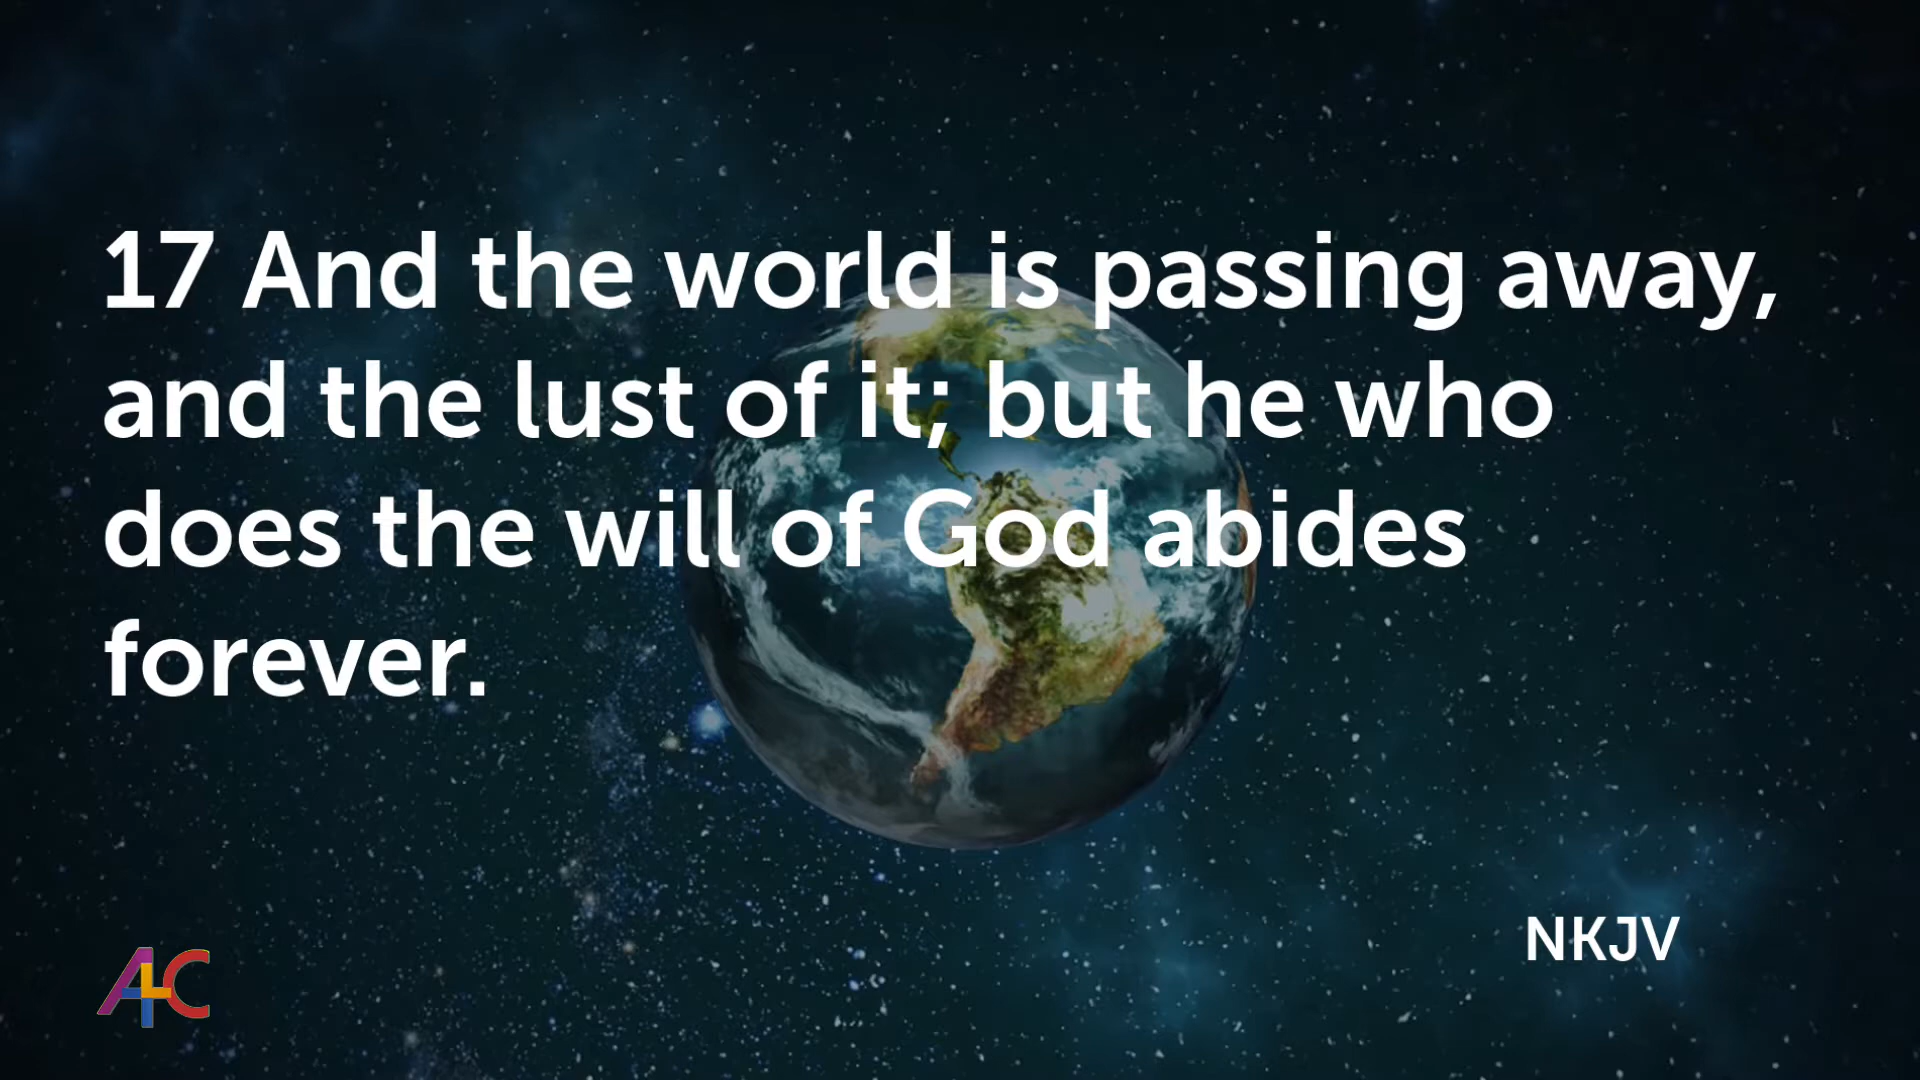 17 And the world is passing away,
and the lust of it; but he who
does the will of God abides
forever.
NKJV
ALC